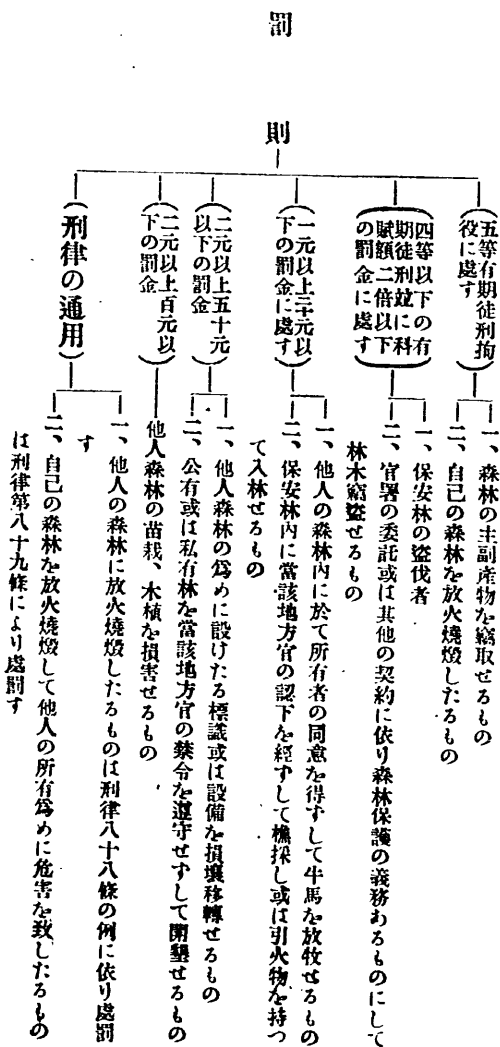 罰則
(五等有期徒刑拘
役に處す)
一、森林の主副産物を竊取せるもの
二、自己の森林を放火燒燬したるもの
(四等以下の有
期徒刑竝に科
賦額二倍以下
の罰金に處す)
一、保安林の盜伐者
二、官署の委託或は其他の契約に依り森林保護の義務あるものにして
林木竊盜せるもの
(一元以上二十元以
下の罰金に處す)
一、他人の森林內に於て所有者の同意を得ずして牛馬を放牧せるもの
二、保安林內に當該地方官の認下を經ずして樵採し或は引火物を持つ
て入林せるもの
(二元以上五十元
以下の罰金)
一、他人森林の爲めに設けたる標識或は設備を損壞移轉せるもの
二、公有或は私有林を當該地方官の禁令を遵守せずして開墾せるもの
(二元以上百元以
下の罰金)
他人森林の苗栽、木植を損害せるもの
(刑律の適用)
一、他人の森林に放火燒燬したるものは刑律八十八條の例に依り處罰
す
二、自己の森林を放火燒燬して他人の所有爲めに危害を致したるもの
は刑律第八十九條により處罰す